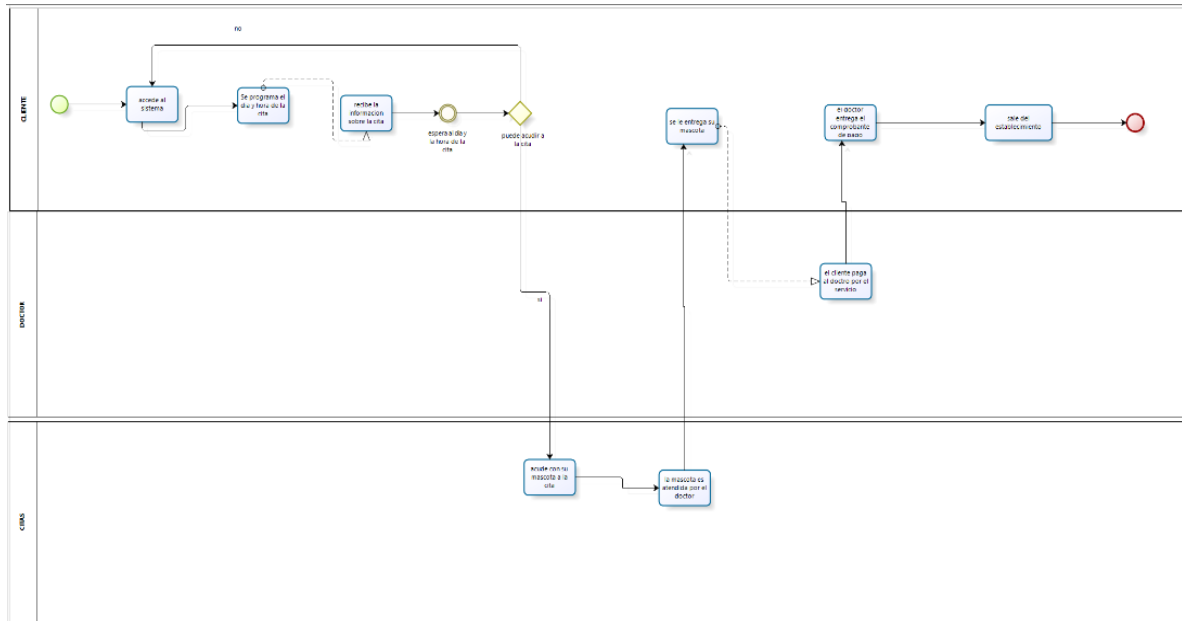 no
CLIENTE
accede al
sistema
Se programa el
dia y hora de la
cita
recibe la
informacion
sobre la cita
espera al dia y
la hora de la
cita
puede acudir a
la cita
se le entrega su
mascota
el doctor
entrega el
comprobante
de pago
sale del
establecimiento
DOCTOR
si
el cliente paga
al doctro por el
servicio
CITAS
acude con su
mascota a la
cita
la mascota es
atendida por el
doctor